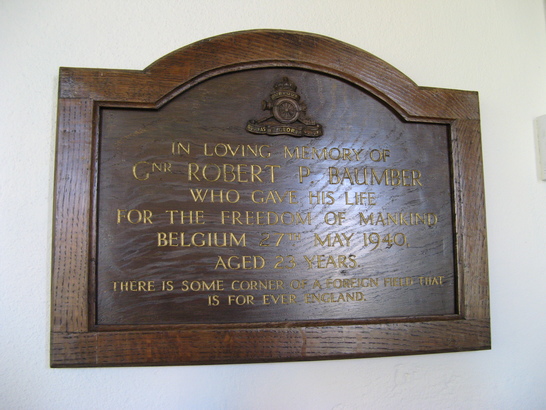 IN LOVING MEMORY OF
GNR ROBERT P. BAUMBER
WHO GAVE HIS LIFE
FOR THE FREEDOM OF MANKIND
BELGIUM 27TH MAY 1940.
AGED 23 YEARS.
THERE IS SOME CORNER OF A FOREIGN FIELD THAT
IS FOR EVER ENGLAND.